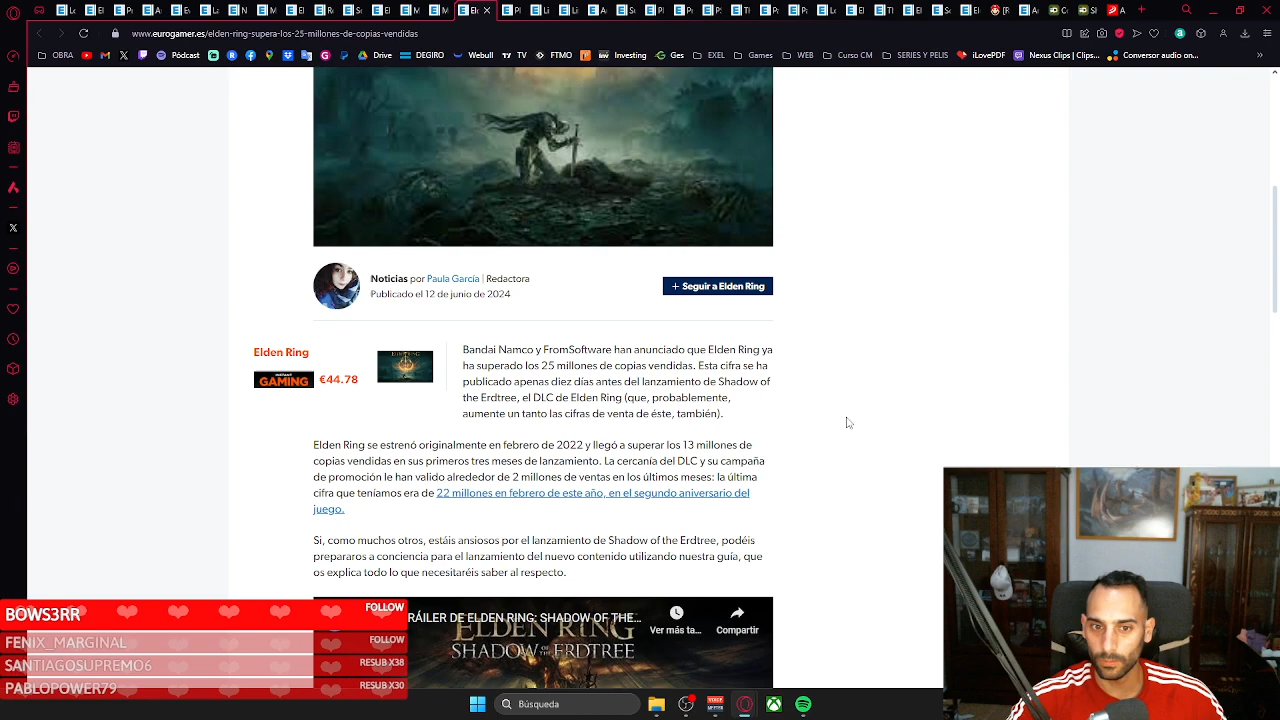 www.eurogamer.es/elden-ring-supera-los-25-millones-de-copias-vendidas
OBRA
Pódcast
Drive
DEGIRO
Webull
TV
FTMO
Investing
Ges
EXEL
Games
WEB
Curso CM
SERIES Y PELIS
iLovePDF
Nexus Clips | Clips...
Conversor audio on...
Noticias por Paula García | Redactora
Publicado el 12 de junio de 2024
+ Seguir a Elden Ring
Elden Ring
INSTANT
GAMING
€44.78
Bandai Namco y FromSoftware han anunciado que Elden Ring ya
ha superado los 25 millones de copias vendidas. Esta cifra se ha
publicado apenas diez días antes del lanzamiento de Shadow of
the Erdtree, el DLC de Elden Ring (que, probablemente,
aumente un tanto las cifras de venta de éste, también).
Elden Ring se estrenó originalmente en febrero de 2022 y llegó a superar los 13 millones de
copias vendidas en sus primeros tres meses de lanzamiento. La cercanía del DLC y su campaña
de promoción le han valido alrededor de 2 millones de ventas en los últimos meses: la última
cifra que teníamos era de 22 millones en febrero de este año, en el segundo aniversario del
juego.
Si, como muchos otros, estáis ansiosos por el lanzamiento de Shadow of the Erdtree, podéis
prepararos a conciencia para el lanzamiento del nuevo contenido utilizando nuestra guía, que
os explica todo lo que necesitaréis saber al respecto.
RÁILER DE ELDEN RING: SHADOW OF THE...
Ver más ta...
Compartir
ELDEN RING
SHADOW OF THE ERDTREE
BOWS3RR
FOLLOW
FENIX_MARGINAL
FOLLOW
SANTIAGOSUPREMO6
RESUB X38
PABLOPOWER79
RESUB X30
Búsqueda